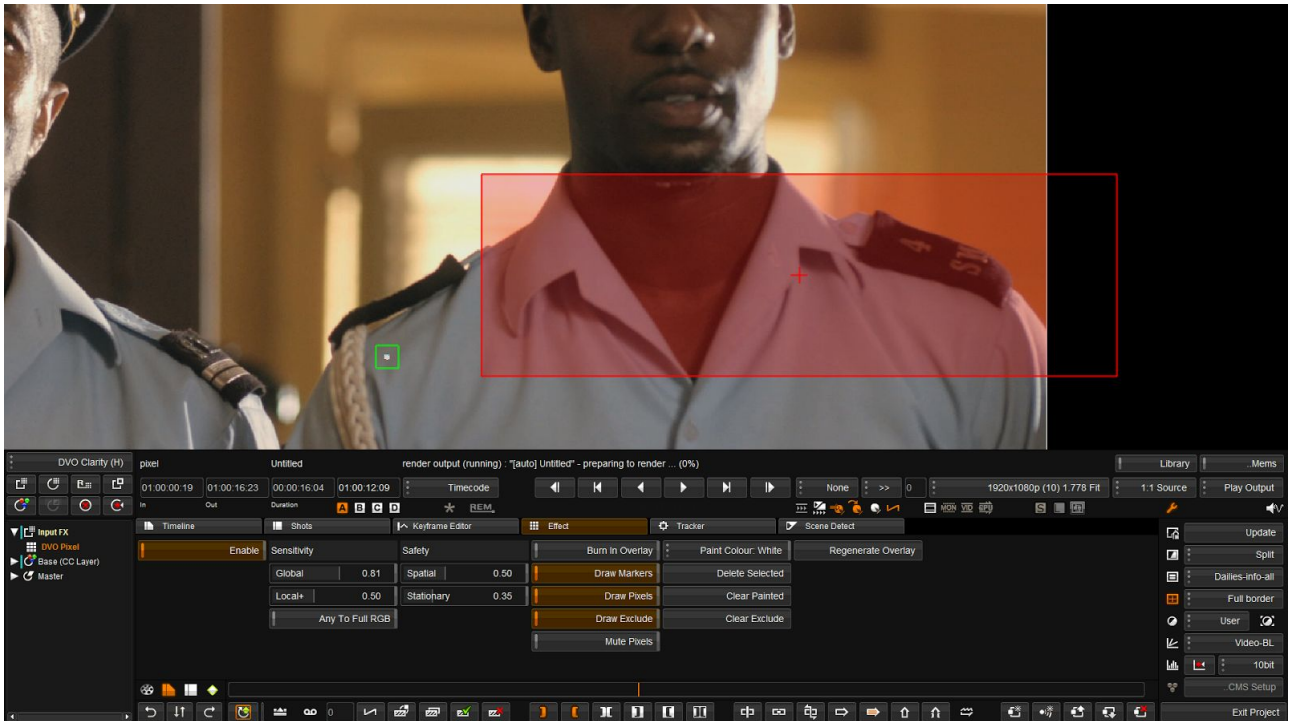 4
DVO Clarity (H)
pixel
Untitled
render output (running) : "[auto] Untitled" - preparing to render ... (0%)
Library
..Mems
01:00:00:19
01:00:16:23
00:00:16:04
01:00:12:09
Timecode
None
>>
0
1920x1080p (10) 1.778 Fit
1:1 Source
Play Output
In
Out
Duration
A
B
C
D
REM
MON
VID
S
Input FX
DVO Pixel
Base (CC Layer)
Master
Timeline
Shots
Keyframe Editor
Effect
Tracker
Scene Detect
Enable
Sensitivity
Safety
Burn In Overlay
Paint Colour: White
Regenerate Overlay
Global 0.81
Spatial 0.50
Draw Markers
Delete Selected
Local+ 0.50
Stationary 0.35
Draw Pixels
Clear Painted
Any To Full RGB
Draw Exclude
Clear Exclude
Mute Pixels
Update
Split
Dailies-info-all
Full border
User
Video-BL
10bit
..CMS Setup
0
Exit Project